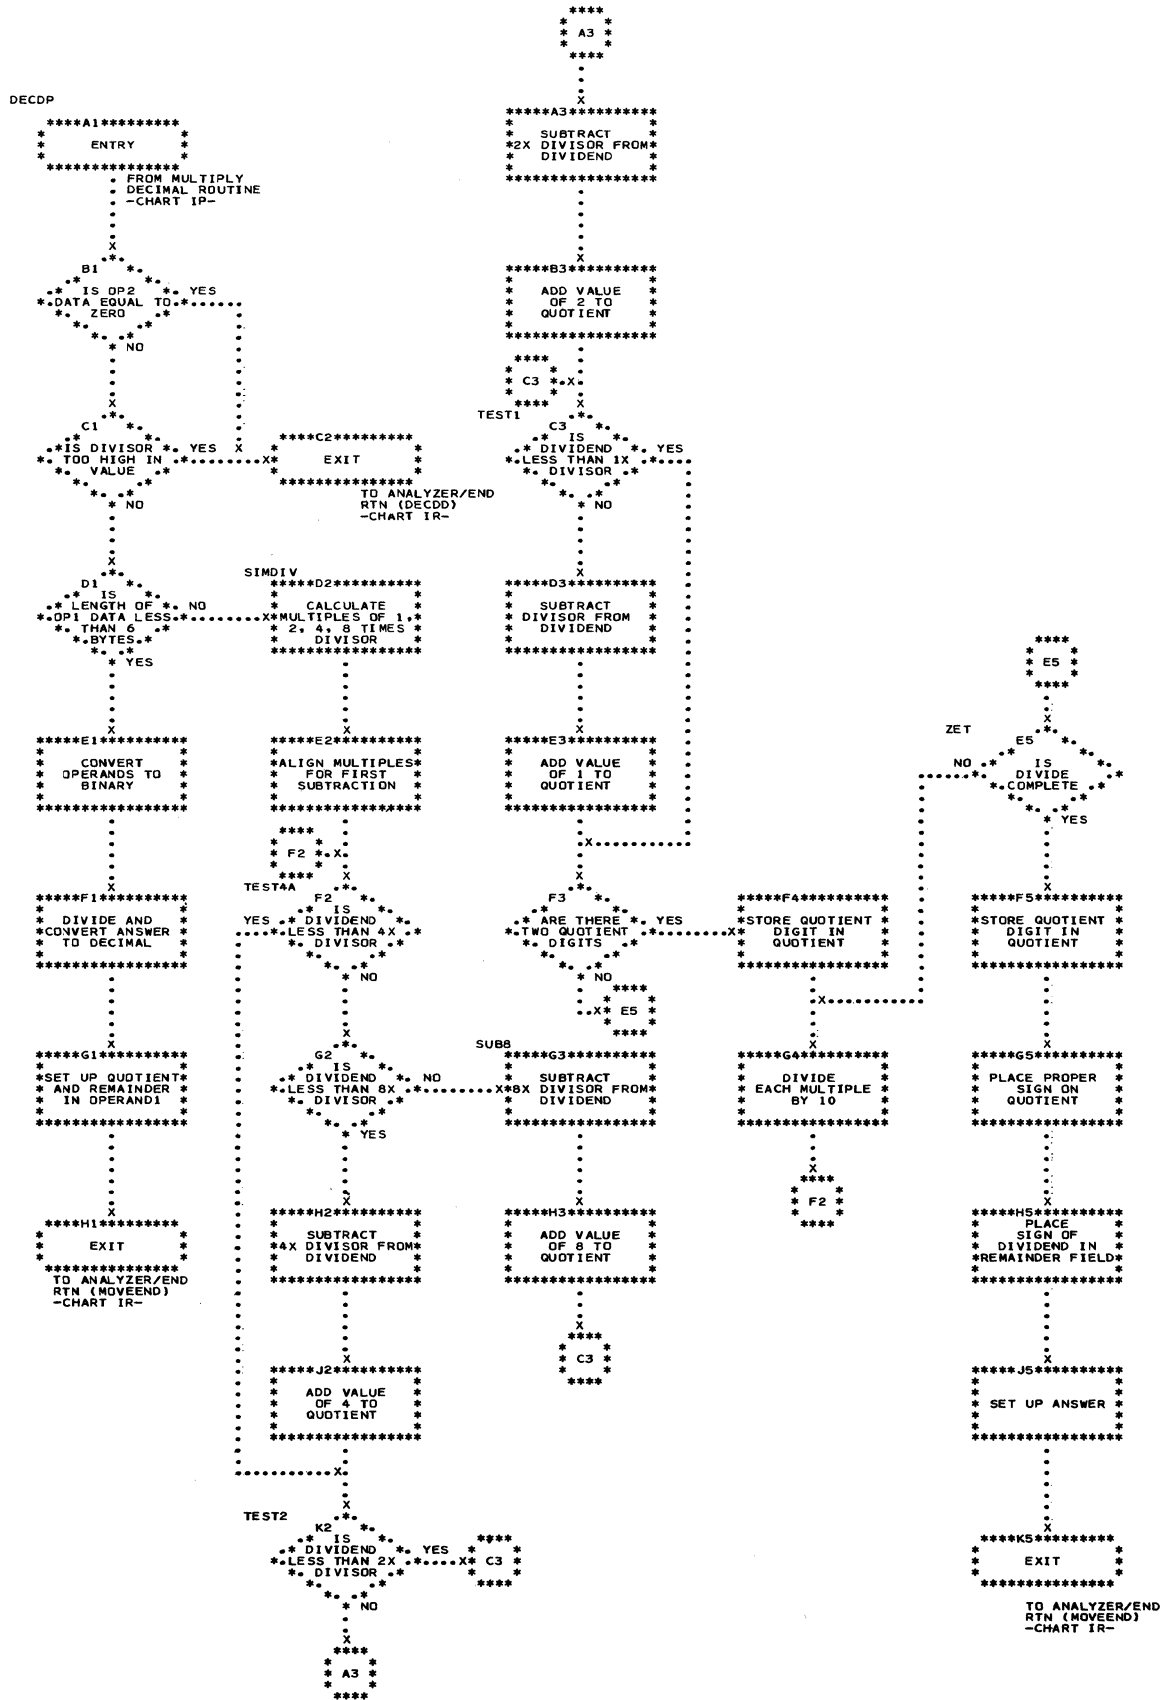 A3
DECDP
A1
ENTRY
FROM MULTIPLY
DECIMAL ROUTINE
-CHART IP-
B1
IS OP2
DATA EQUAL TO
ZERO
YES
NO
C1
IS DIVISOR
TOO HIGH IN
VALUE
YES
NO
C2
EXIT
TO ANALYZER/END
RTN (DECDD)
-CHART IR-
D1
IS
LENGTH OF
OP1 DATA LESS
THAN 6
BYTES
NO
YES
E1
CONVERT
OPERANDS TO
BINARY
F1
DIVIDE AND
CONVERT ANSWER
TO DECIMAL
G1
SET UP QUOTIENT
AND REMAINDER
IN OPERAND1
H1
EXIT
TO ANALYZER/END
RTN (MOVEEND)
-CHART IR-
SIMDIV
D2
CALCULATE
MULTIPLES OF 1,
2, 4, 8 TIMES
DIVISOR
E2
ALIGN MULTIPLES
FOR FIRST
SUBTRACTION
F2
TEST4A
F2
IS
DIVIDEND
LESS THAN 4X
DIVISOR
YES
NO
G2
IS
DIVIDEND
LESS THAN 8X
DIVISOR
NO
YES
H2
SUBTRACT
4X DIVISOR FROM
DIVIDEND
J2
ADD VALUE
OF 4 TO
QUOTIENT
TEST2
K2
IS
DIVIDEND
LESS THAN 2X
DIVISOR
YES
C3
NO
A3
A3
SUBTRACT
2X DIVISOR FROM
DIVIDEND
B3
ADD VALUE
OF 2 TO
QUOTIENT
C3
TEST1
C3
IS
DIVIDEND
LESS THAN 1X
DIVISOR
YES
NO
D3
SUBTRACT
DIVISOR FROM
DIVIDEND
E3
ADD VALUE
OF 1 TO
QUOTIENT
F3
ARE THERE
TWO QUOTIENT
DIGITS
YES
NO
E5
SUB8
G3
SUBTRACT
8X DIVISOR FROM
DIVIDEND
H3
ADD VALUE
OF 8 TO
QUOTIENT
C3
F4
STORE QUOTIENT
DIGIT IN
QUOTIENT
G4
DIVIDE
EACH MULTIPLE
BY 10
F2
E5
ZET
E5
IS
DIVIDE
COMPLETE
NO
YES
F5
STORE QUOTIENT
DIGIT IN
QUOTIENT
G5
PLACE PROPER
SIGN ON
QUOTIENT
H5
PLACE
SIGN OF
DIVIDEND IN
REMAINDER FIELD
J5
SET UP ANSWER
K5
EXIT
TO ANALYZER/END
RTN (MOVEEND)
-CHART IR-